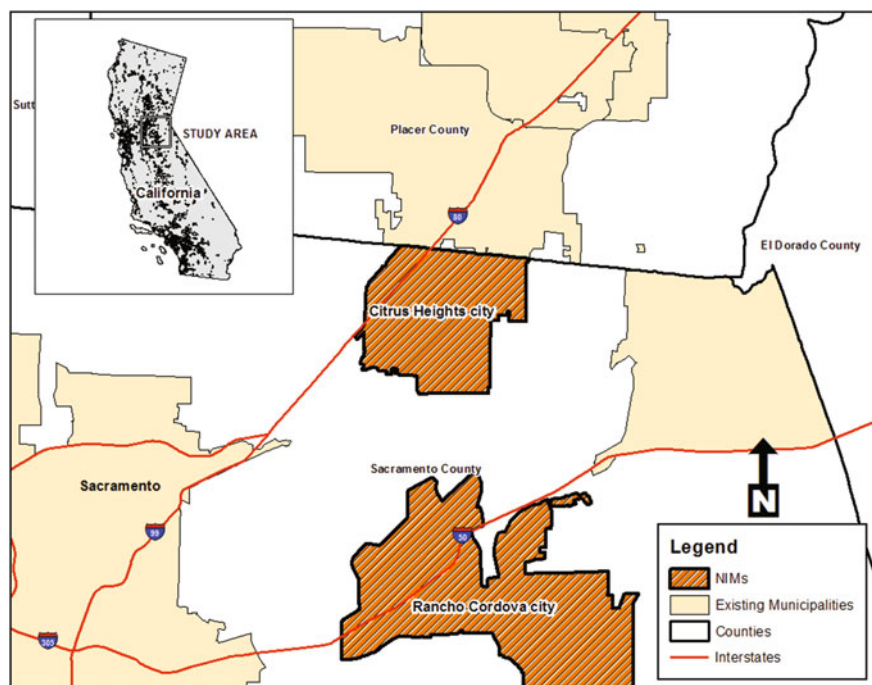 Sutt
STUDY AREA
California
Placer County
80
El Dorado County
Citrus Heights city
Sacramento County
Sacramento
99
50
N
Rancho Cordova city
305
Legend
NIMs
Existing Municipalities
Counties
Interstates